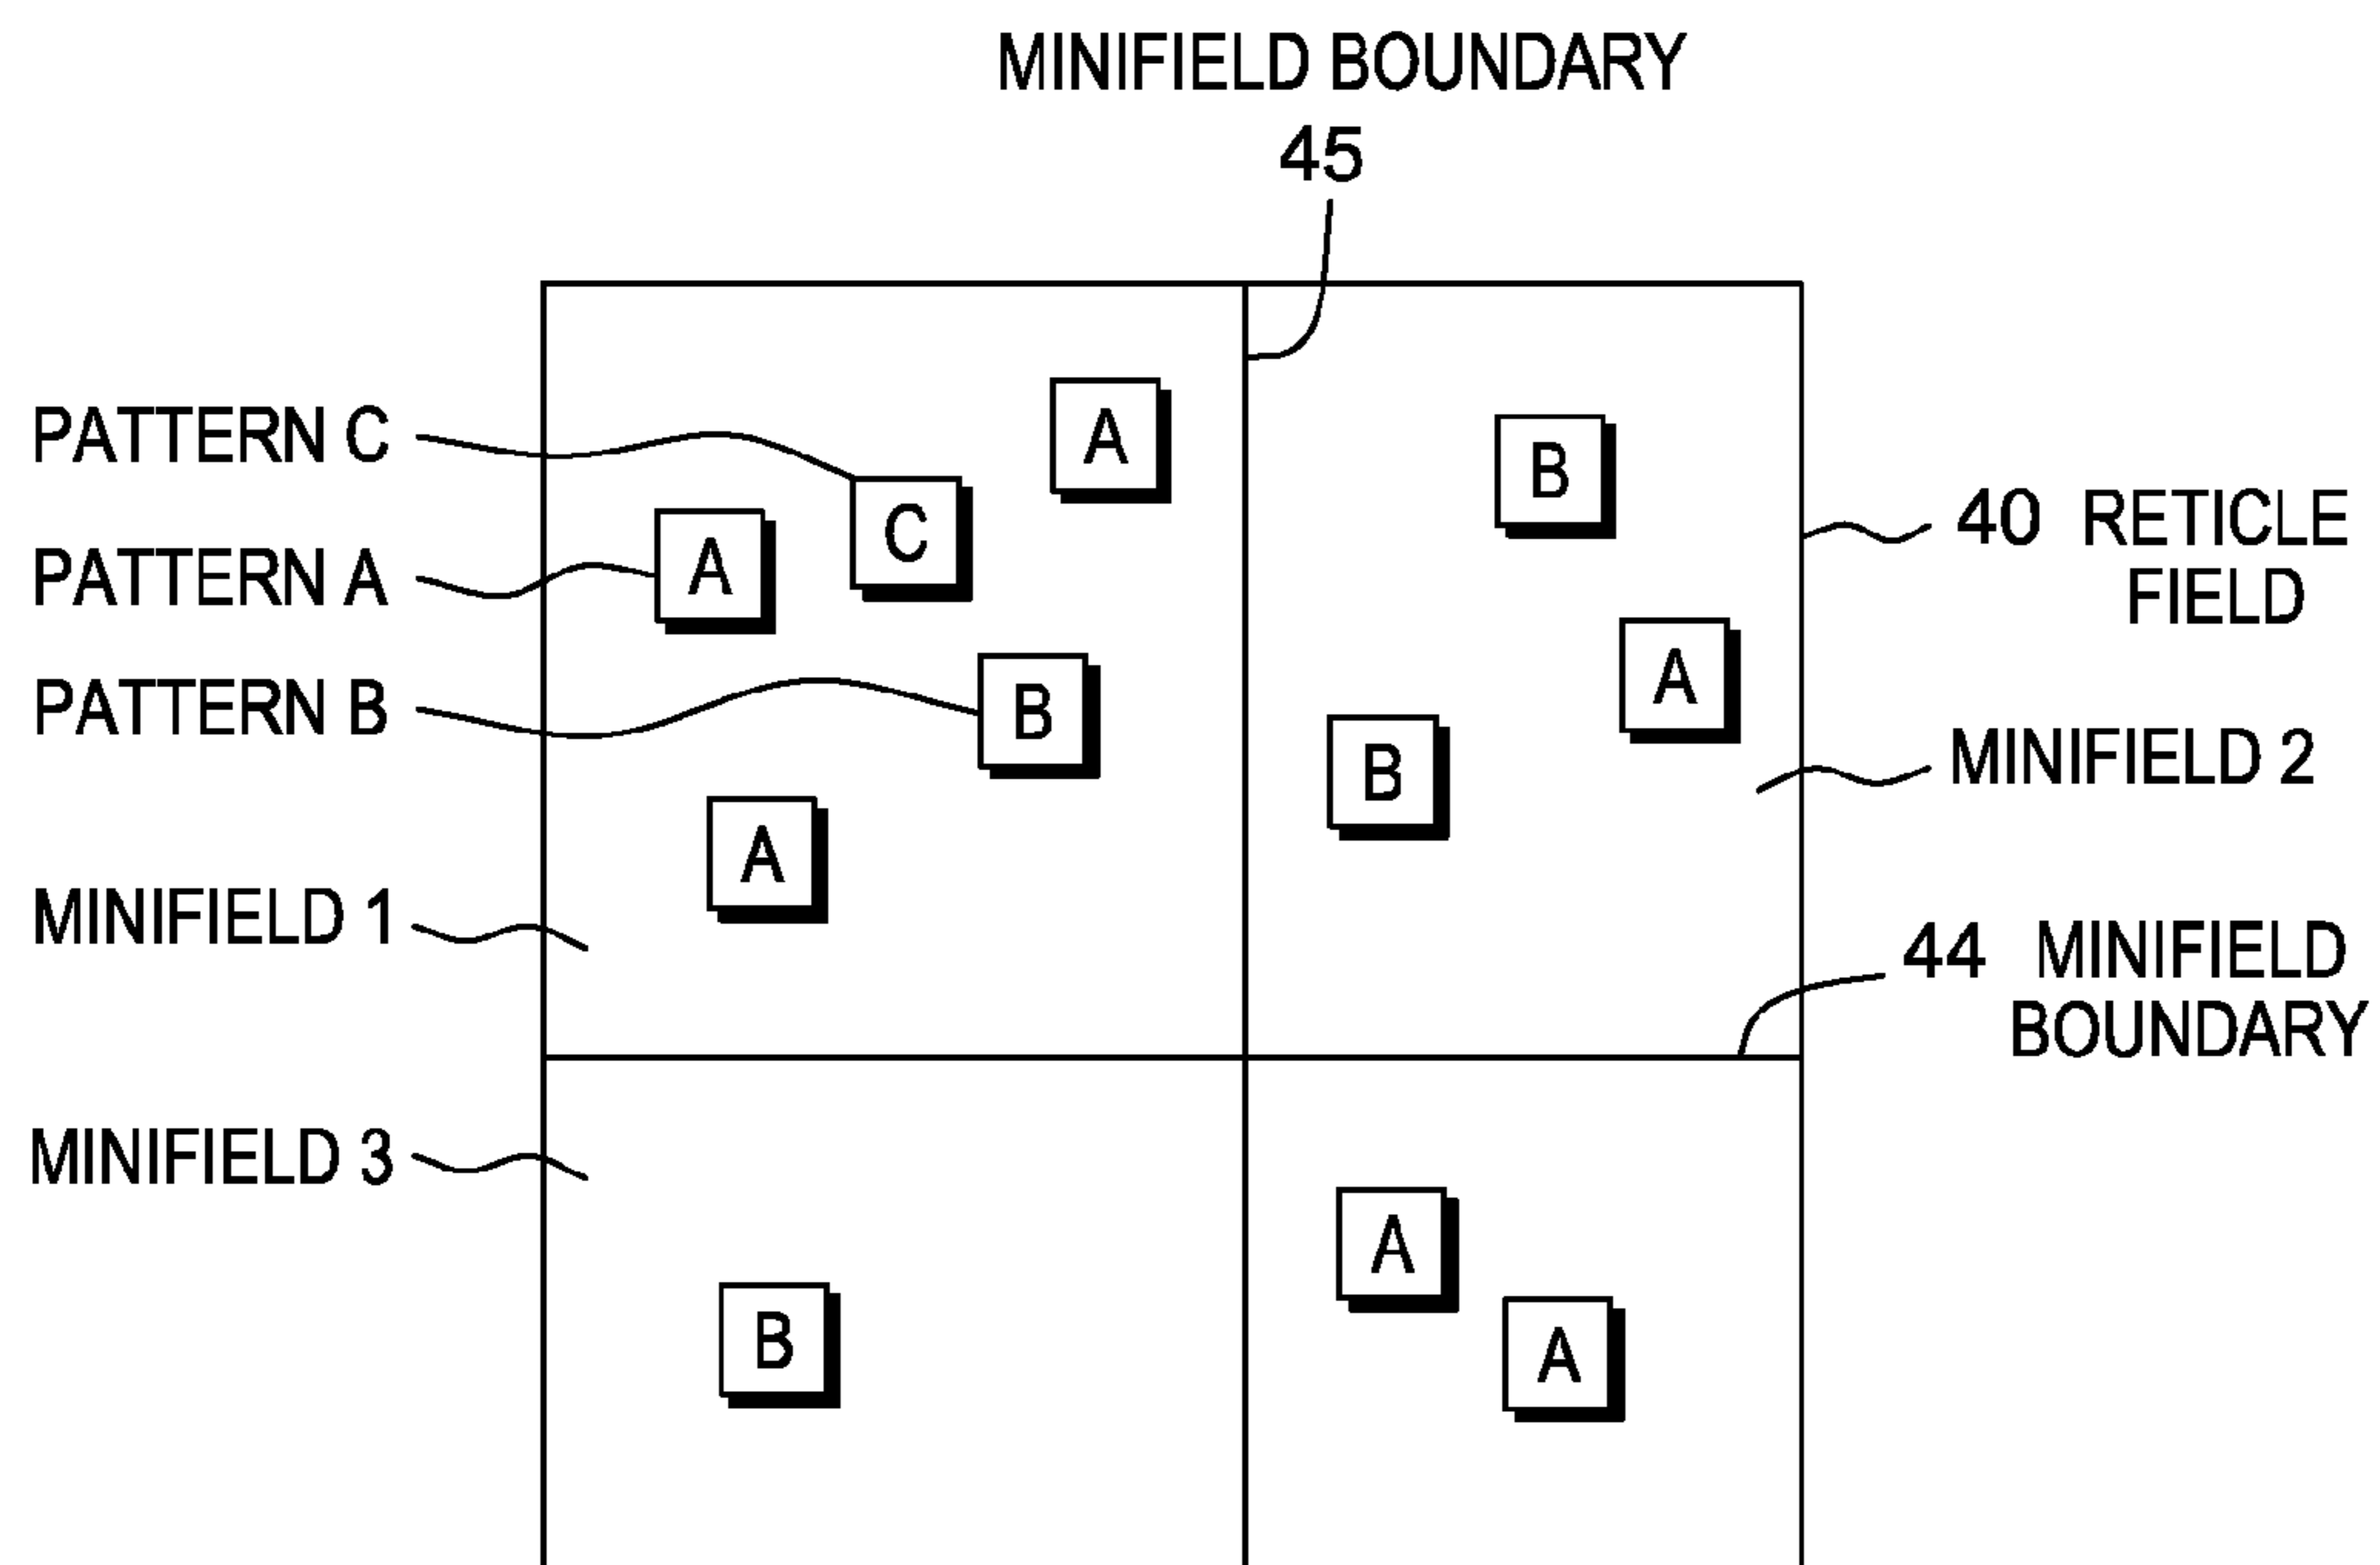 MINIFIELD BOUNDARY
45
PATTERN C
PATTERN A
PATTERN B
MINIFIELD 1
MINIFIELD 3
A
C
A
B
A
B
A
B
B
A
A
40 RETICLE
FIELD
MINIFIELD 2
44 MINIFIELD
BOUNDARY